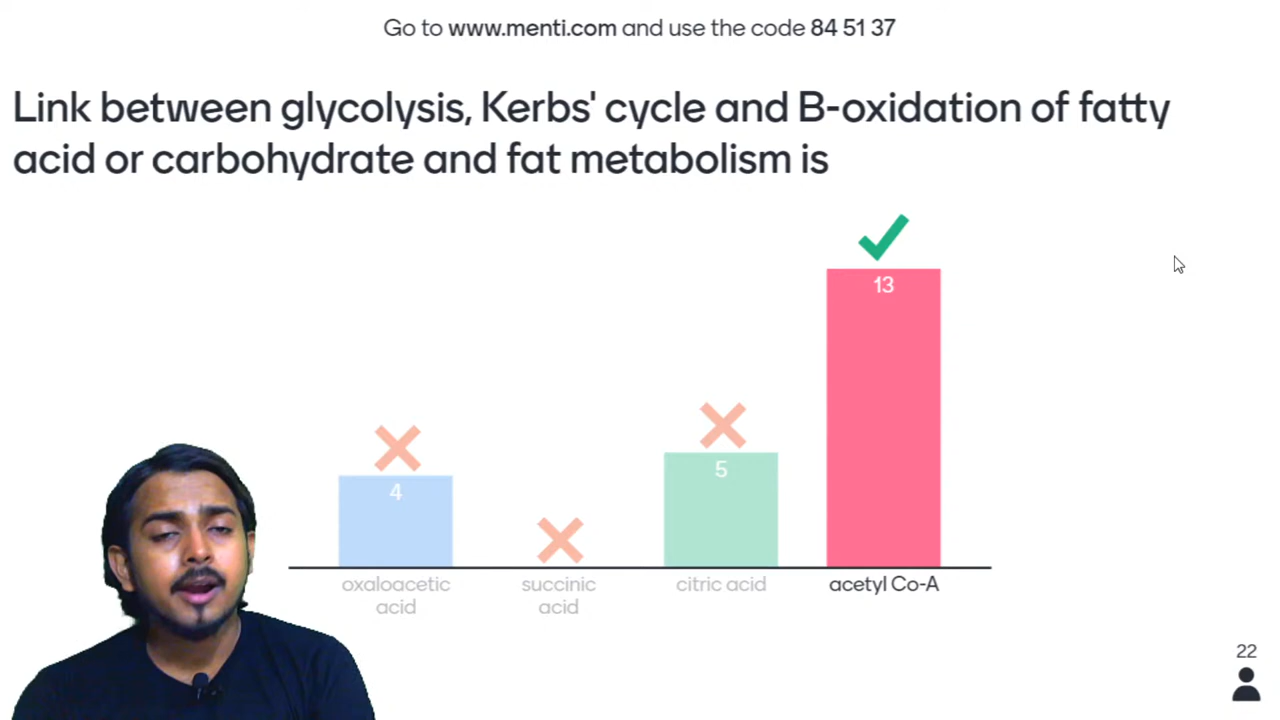 Go to www.menti.com and use the code 84 51 37
Link between glycolysis, Kerbs' cycle and B-oxidation of fatty
acid or carbohydrate and fat metabolism is
13
5
4
oxaloacetic
acid
succinic
acid
citric acid
acetyl Co-A
22